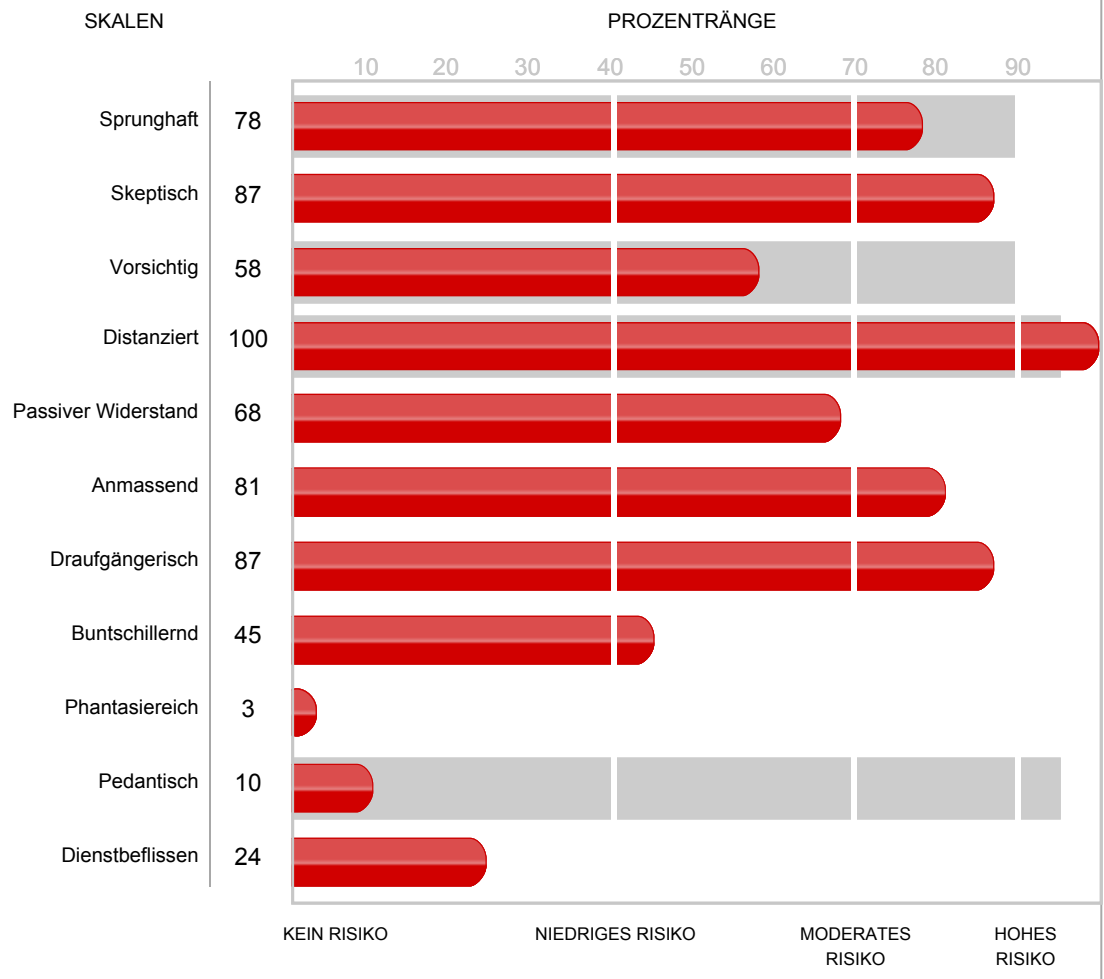 SKALEN PROZENTRÄNGE
10 20 30 40 50 60 70 80 90
Sprunghaft 78
Skeptisch 87
Vorsichtig 58
Distanziert 100
Passiver Widerstand 68
Anmassend 81
Draufgängerisch 87
Buntschillernd 45
Phantasiereich 3
Pedantisch 10
Dienstbeflissen 24
KEIN RISIKO NIEDRIGES RISIKO MODERATES HOHES
RISIKO RISIKO